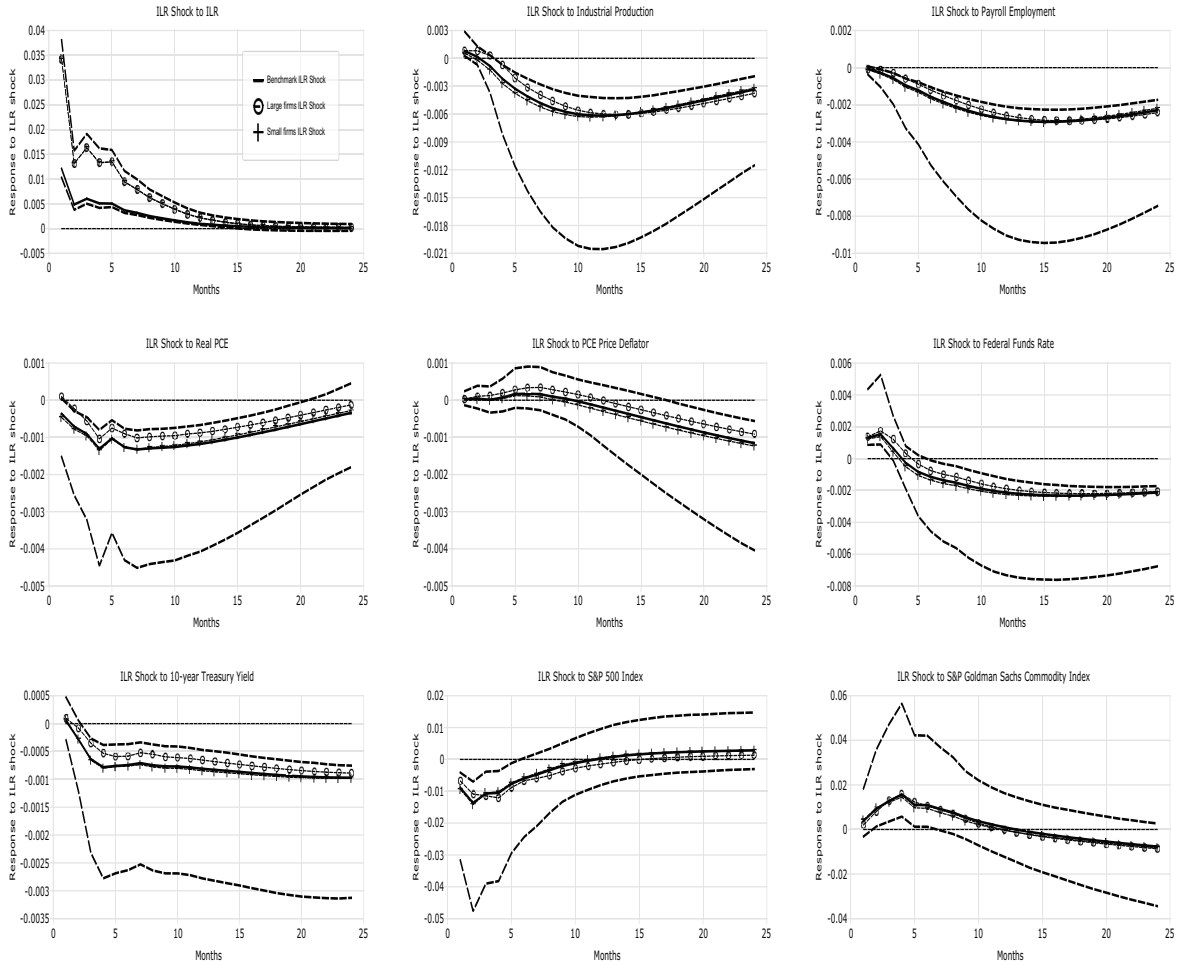 ILR Shock to ILR
Response to ILR shock
0.04
0.035
0.03
0.025
0.02
0.015
0.01
0.005
0
-0.005
Benchmark ILR Shock
Large firms ILR Shock
Small firms ILR Shock
0 5 10 15 20 25
Months
ILR Shock to Industrial Production
Response to ILR shock
0.003
0
-0.003
-0.006
-0.009
-0.012
-0.015
-0.018
-0.021
0 5 10 15 20 25
Months
ILR Shock to Payroll Employment
Response to ILR shock
0.002
0
-0.002
-0.004
-0.006
-0.008
-0.01
0 5 10 15 20 25
Months
ILR Shock to Real PCE
Response to ILR shock
0.001
0
-0.001
-0.002
-0.003
-0.004
-0.005
0 5 10 15 20 25
Months
ILR Shock to PCE Price Deflator
Response to ILR shock
0.001
0
-0.001
-0.002
-0.003
-0.004
-0.005
0 5 10 15 20 25
Months
ILR Shock to Federal Funds Rate
Response to ILR shock
0.006
0.004
0.002
0
-0.002
-0.004
-0.006
-0.008
0 5 10 15 20 25
Months
ILR Shock to 10-year Treasury Yield
Response to ILR shock
0.0005
0
-0.0005
-0.001
-0.0015
-0.002
-0.0025
-0.003
-0.0035
0 5 10 15 20 25
Months
ILR Shock to S&P 500 Index
Response to ILR shock
0.02
0.01
0
-0.01
-0.02
-0.03
-0.04
-0.05
0 5 10 15 20 25
Months
ILR Shock to S&P Goldman Sachs Commodity Index
Response to ILR shock
0.06
0.04
0.02
0
-0.02
-0.04
0 5 10 15 20 25
Months